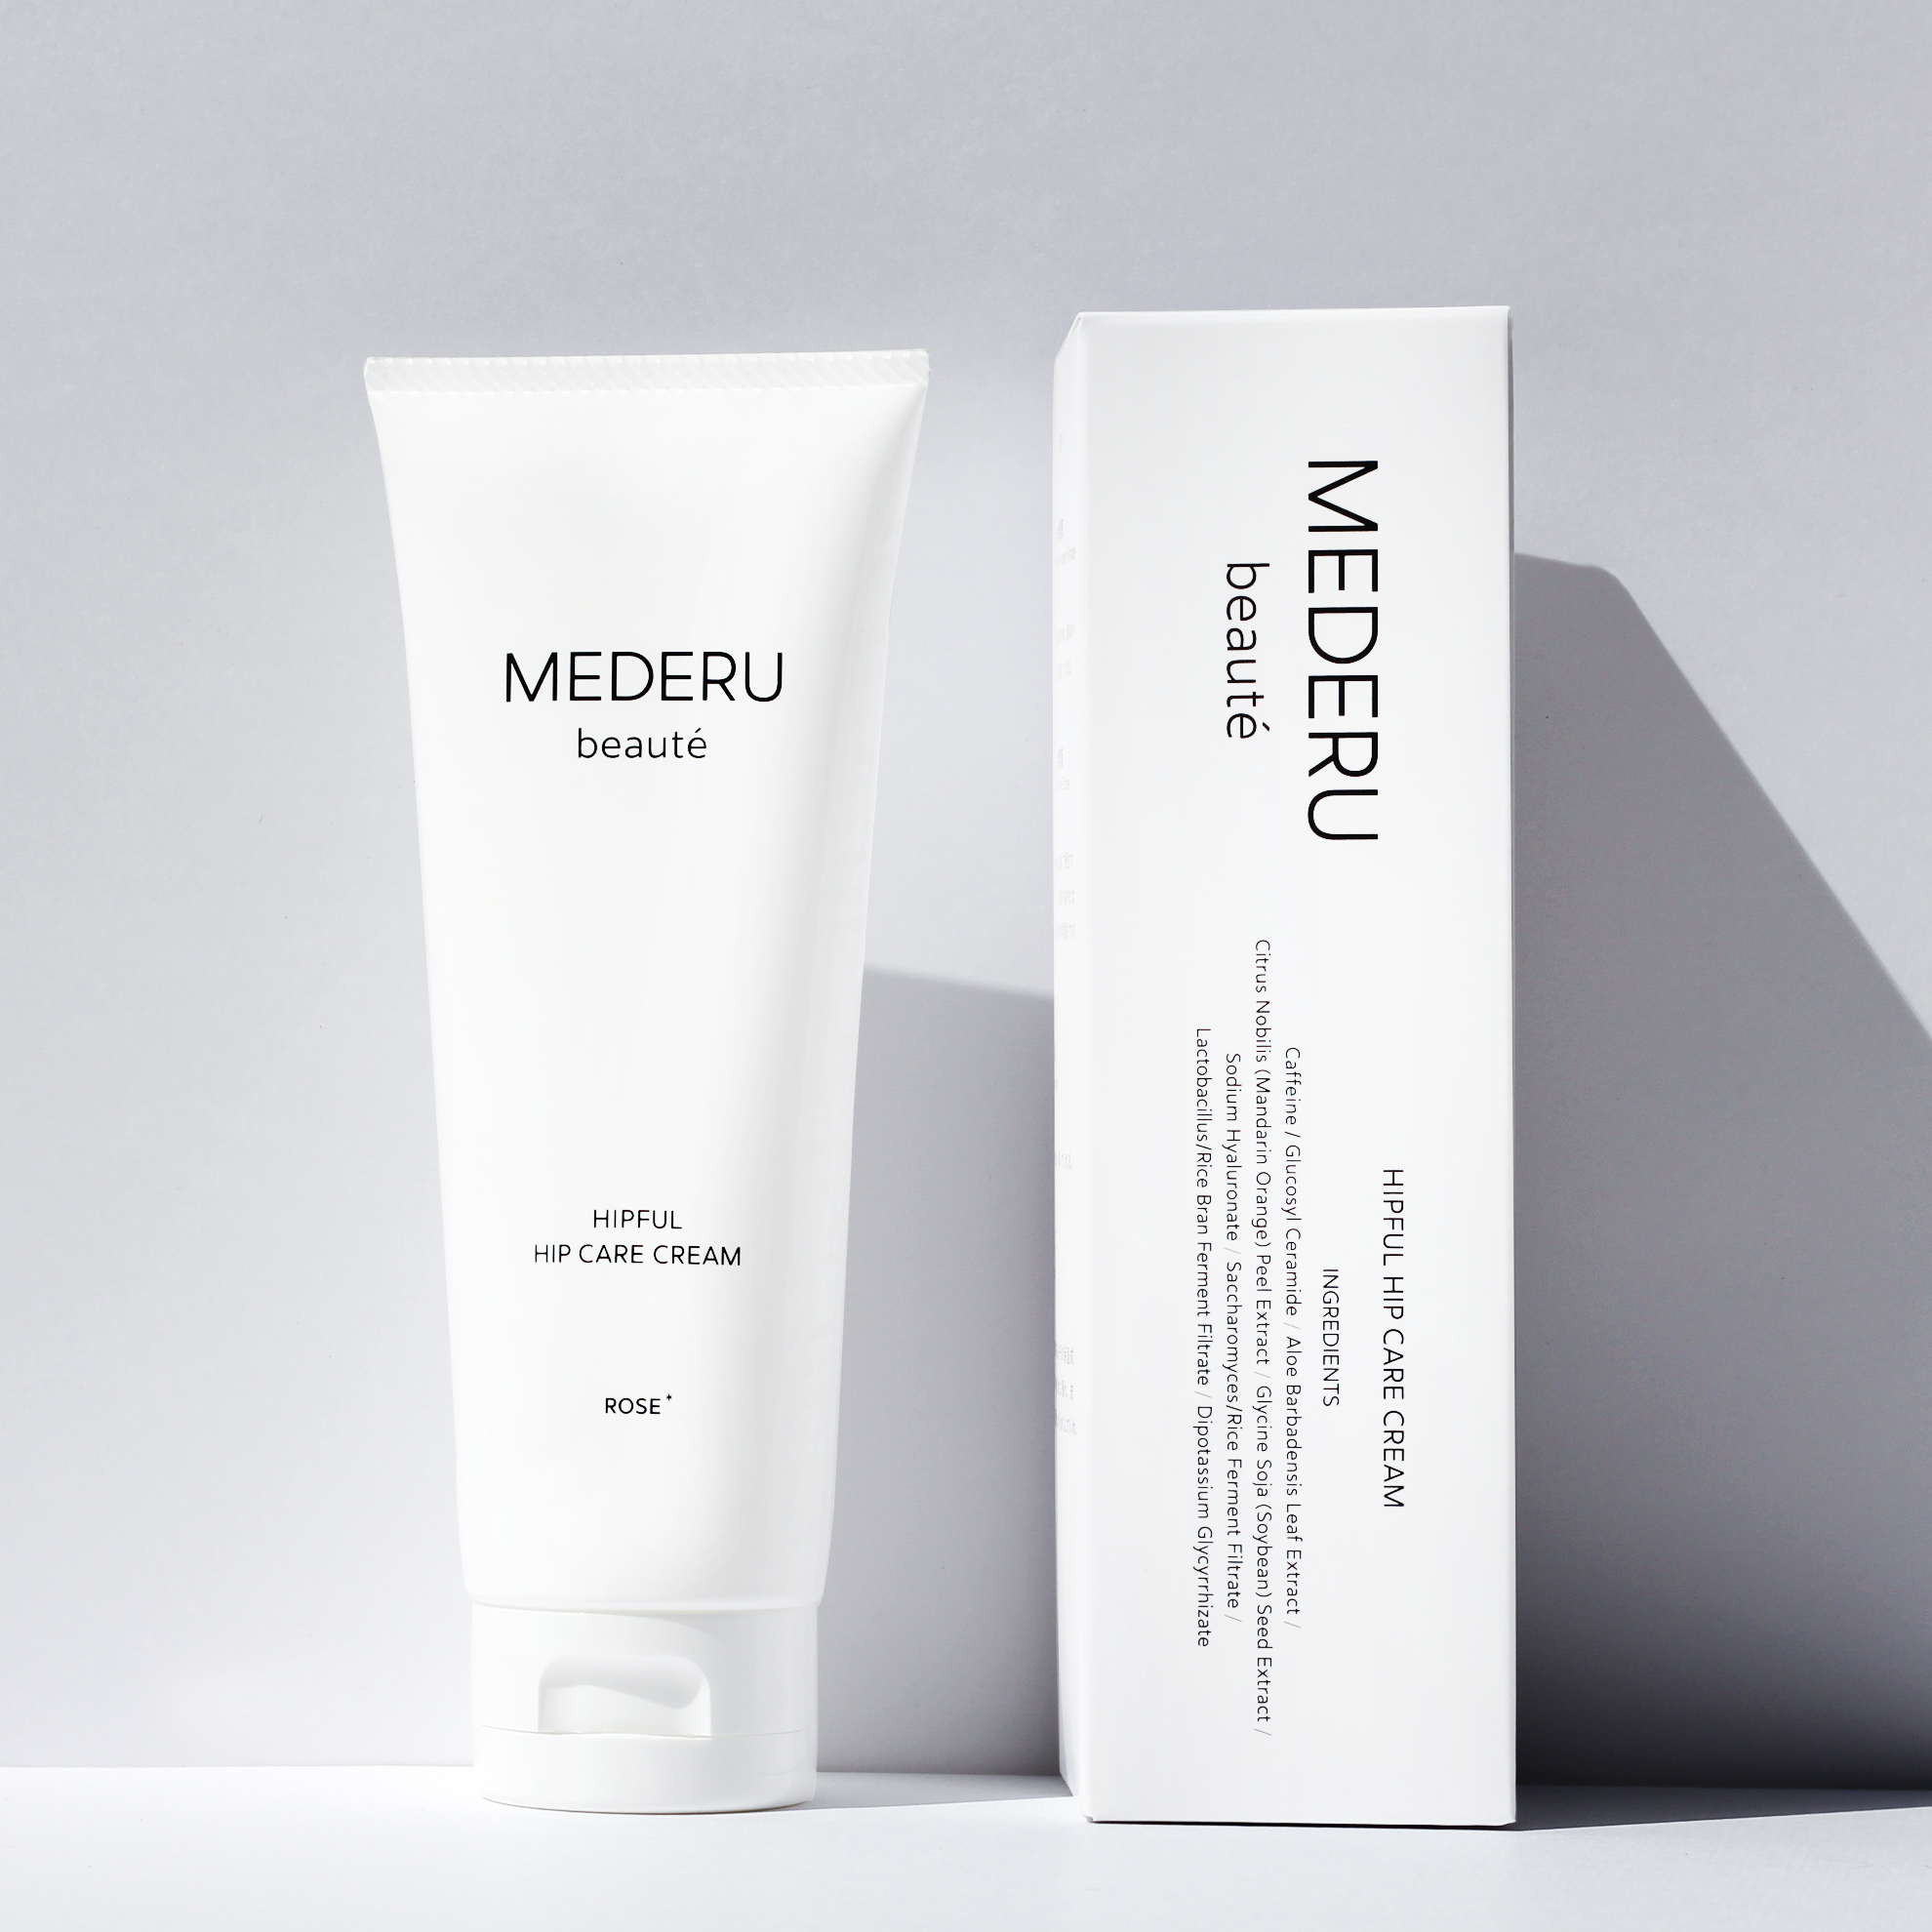 MEDERU
beauté
HIPFUL
HIP CARE CREAM
ROSE*
MEDERU
beauté
HIPFUL HIP CARE CREAM
INGREDIENTS
Caffeine / Glucosyl Ceramide / Aloe Barbadensis Leaf Extract /
Citrus Nobilis (Mandarin Orange) Peel Extract / Glycine Soja (Soybean) Seed Extract /
Sodium Hyaluronate / Saccharomyces/Rice Ferment Filtrate /
Lactobacillus/Rice Bran Ferment Filtrate / Dipotassium Glycyrrhizate